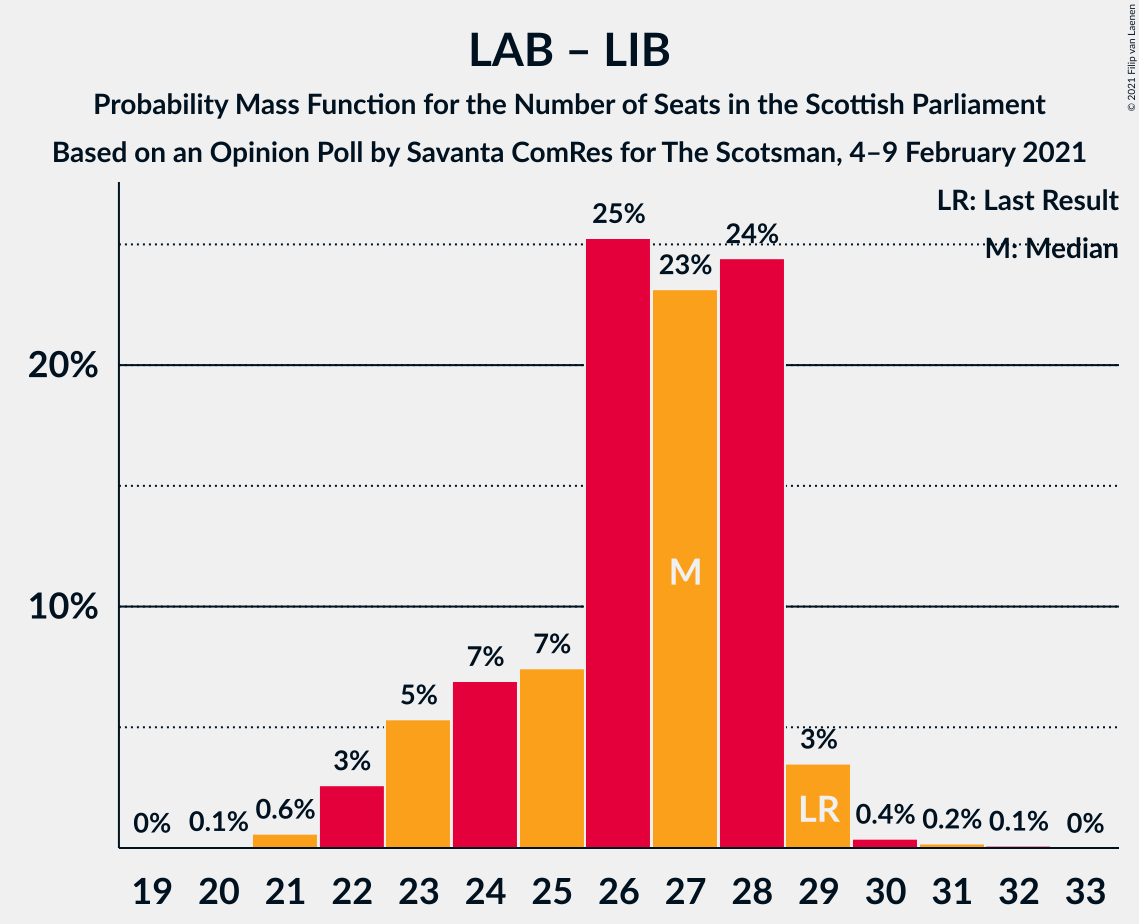 LAB – LIB
Probability Mass Function for the Number of Seats in the Scottish Parliament
Based on an Opinion Poll by Savanta ComRes for The Scotsman, 4–9 February 2021
© 2021 Filip van Laenen
LR: Last Result
M: Median
20%
10%
0%
0.1%
0.6%
3%
5%
7%
7%
25%
23%
24%
3%
0.4%
0.2%
0.1%
0%
M
LR
19 20 21 22 23 24 25 26 27 28 29 30 31 32 33